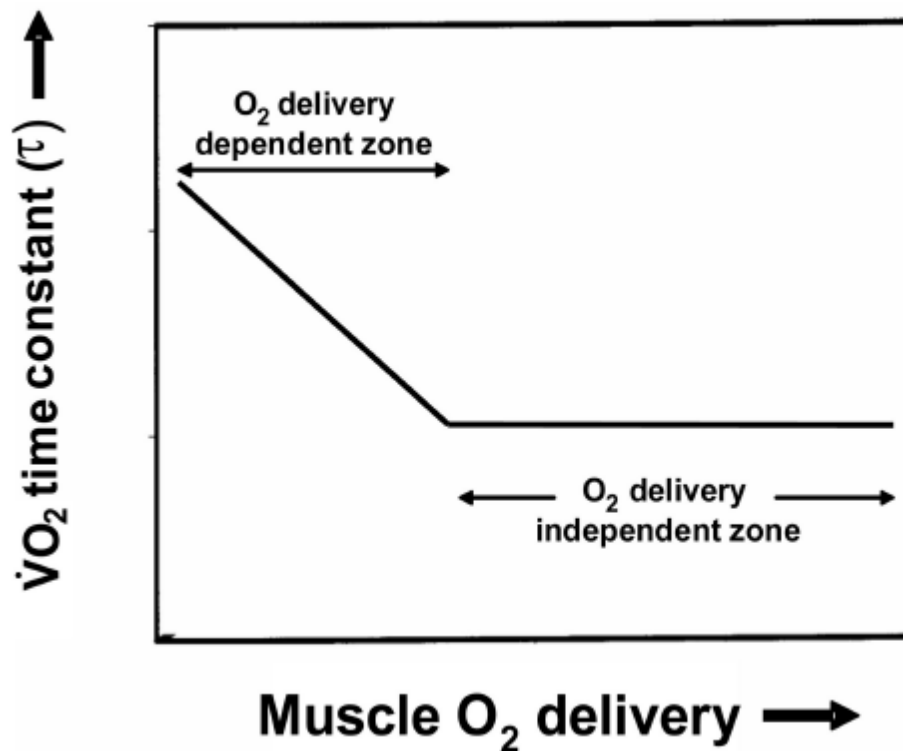 V̇O₂ time constant (τ)
O₂ delivery
dependent zone
O₂ delivery
independent zone
Muscle O₂ delivery